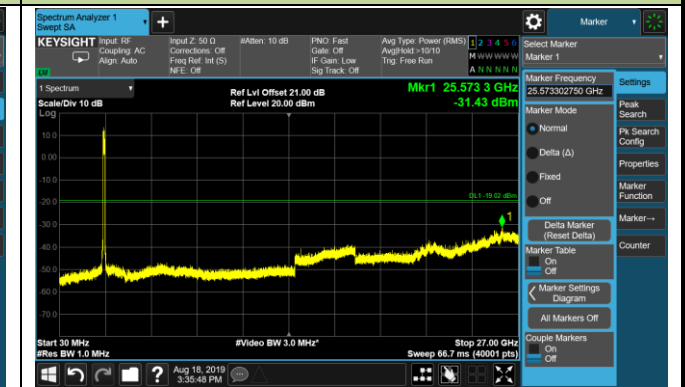 Spectrum Analyzer 1
Swept SA
Marker
KEYSIGHT
Input: RF
Coupling: AC
Align: Auto
Input Z: 50 Ω
Corrections: Off
Freq Ref: Int (S)
NFE: Off
#Atten: 10 dB
PNO: Fast
Gate: Off
IF Gain: Low
Sig Track: Off
Avg Type: Power (RMS)
Avg|Hold:>10/10
Trig: Free Run
1 2 3 4 5 6
M W W W W W
A N N N N N
LXI
Select Marker
Marker 1
1 Spectrum
Scale/Div 10 dB
Log
Ref Lvl Offset 21.00 dB
Ref Level 20.00 dBm
Mkr1 25.573 3 GHz
-31.43 dBm
10.0
0.00
-10.0
-20.0
-30.0
-40.0
-50.0
-60.0
-70.0
DL1 -19.02 dBm
1
Start 30 MHz
#Res BW 1.0 MHz
#Video BW 3.0 MHz*
Stop 27.00 GHz
Sweep 66.7 ms (40001 pts)
Marker Frequency
25.573302750 GHz
Marker Mode
Normal
Delta (Δ)
Fixed
Off
Delta Marker
(Reset Delta)
Marker Table
On
Off
Marker Settings
Diagram
All Markers Off
Couple Markers
On
Off
Settings
Peak
Search
Pk Search
Config
Properties
Marker
Function
Marker→
Counter
?
Aug 18, 2019
3:35:48 PM